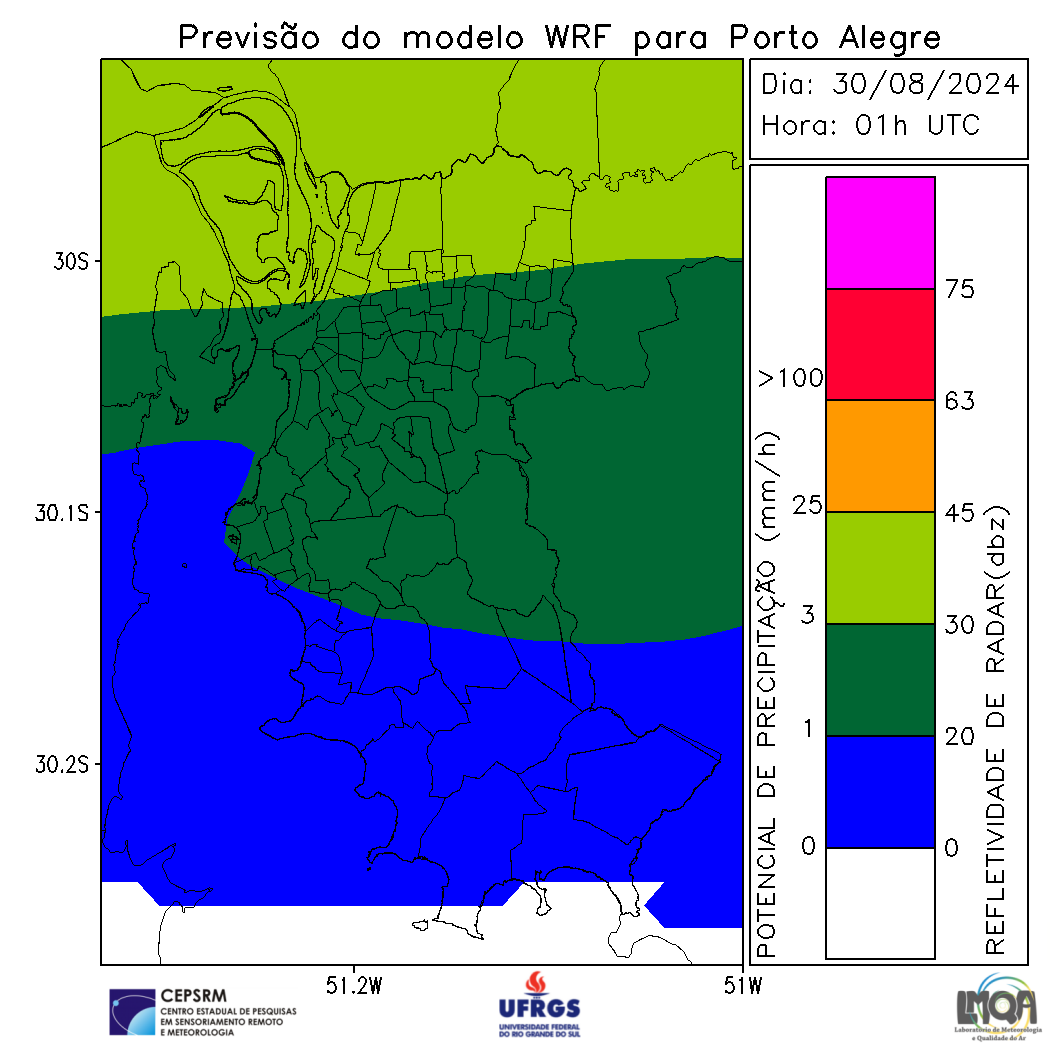 Previsão do modelo WRF para Porto Alegre
Dia: 30/08/2024
Hora: 01h UTC
30S
30.1S
30.2S
51.2W
51W
POTENCIAL DE PRECIPITAÇÃO (mm/h)
>100
25
3
1
0
75
63
45
30
20
0
REFLETIVIDADE DE RADAR(dbz)
CEPSRM
CENTRO ESTADUAL DE PESQUISAS
EM SENSORIAMENTO REMOTO
E METEOROLOGIA
UFRGS
UNIVERSIDADE FEDERAL
DO RIO GRANDE DO SUL
LMQA
Laboratório de Meteorologia
e Qualidade do Ar